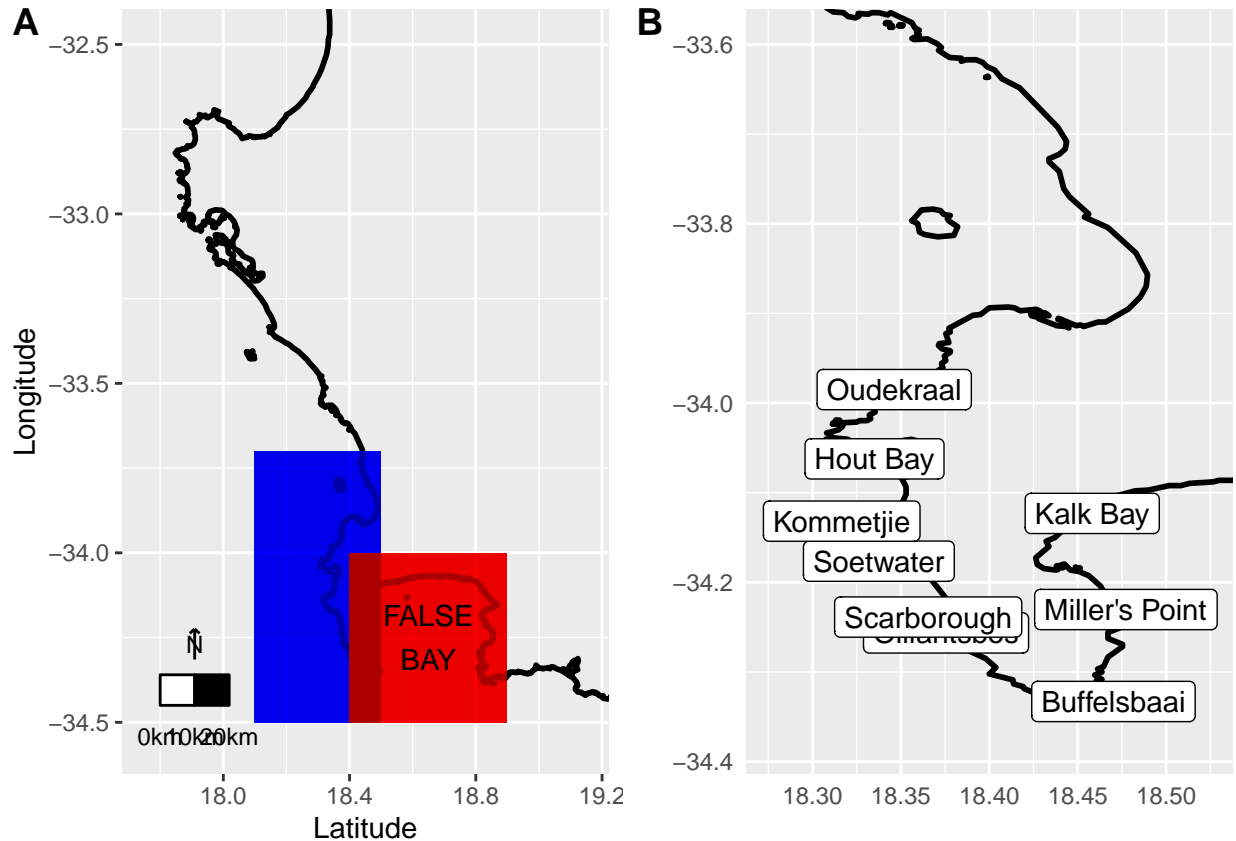 A
−32.5
−33.0
−33.5
−34.0
−34.5
Longitude
FALSE
BAY
N
0km 10km 20km
18.0 18.4 18.8 19.2
Latitude
B
−33.6
−33.8
−34.0
−34.2
−34.4
Oudekraal
Hout Bay
Kommetjie
Kalk Bay
Soetwater
Scarborough
Miller's Point
Buffelsbaai
18.30 18.35 18.40 18.45 18.50